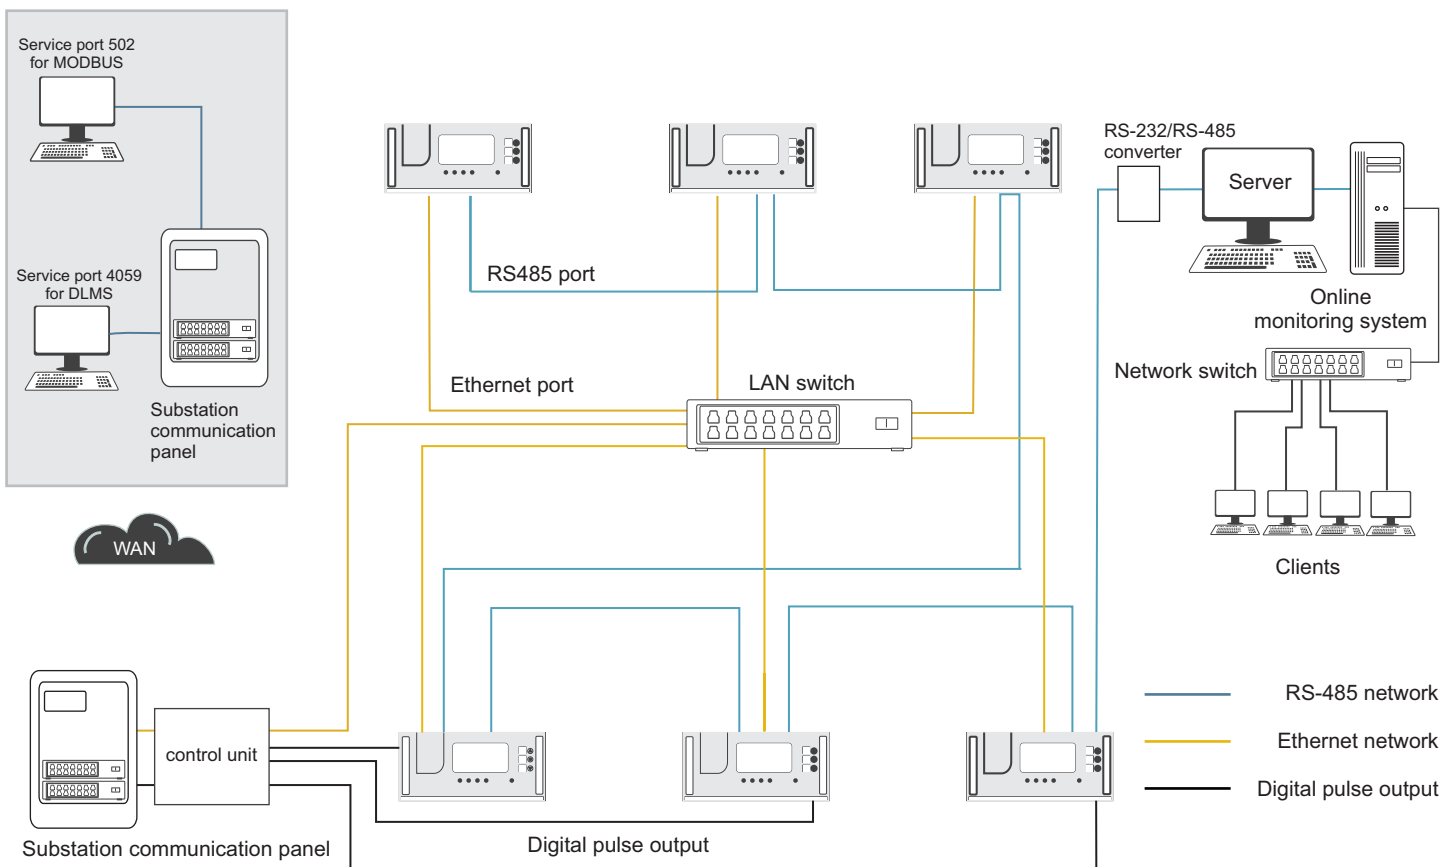 Service port 502
for MODBUS
Service port 4059
for DLMS
Substation
communication
panel
WAN
RS485 port
Ethernet port
LAN switch
RS-232/RS-485
converter
Server
Online
monitoring system
Network switch
Clients
control unit
Substation communication panel
Digital pulse output
RS-485 network
Ethernet network
Digital pulse output